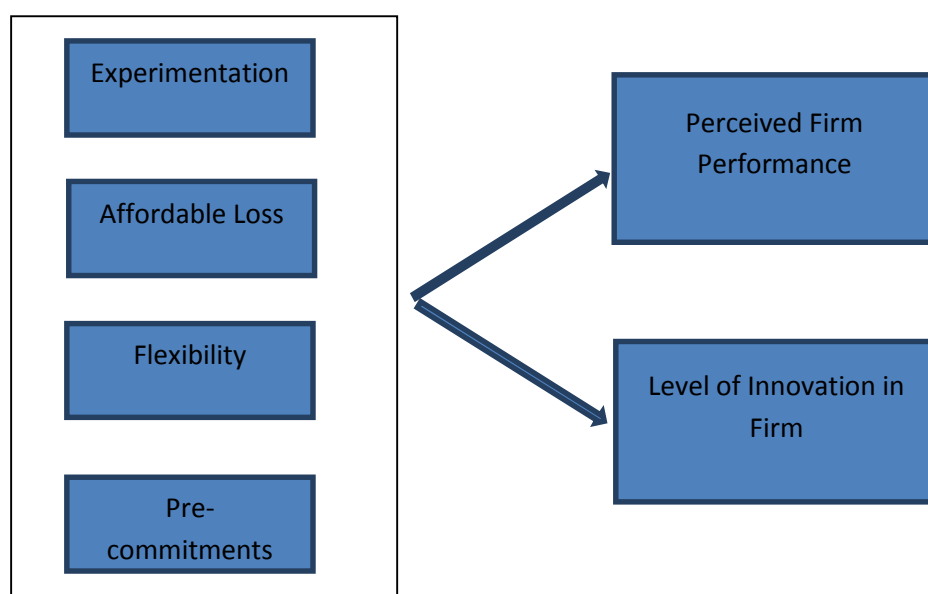 Experimentation
Affordable Loss
Flexibility
Pre-
commitments
Perceived Firm
Performance
Level of Innovation in
Firm